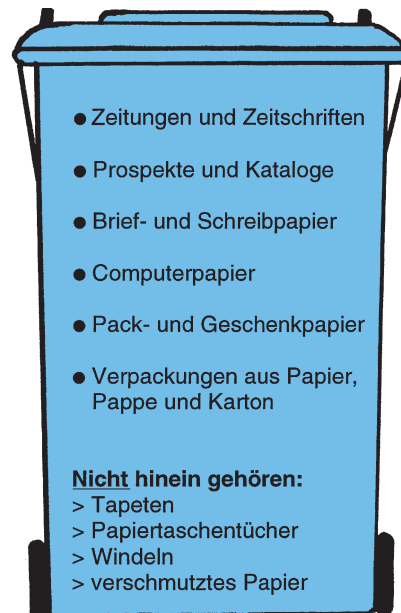 ● Zeitungen und Zeitschriften
● Prospekte und Kataloge
● Brief- und Schreibpapier
● Computerpapier
● Pack- und Geschenkpapier
● Verpackungen aus Papier,
Pappe und Karton
Nicht hinein gehören:
> Tapeten
> Papiertaschentücher
> Windeln
> verschmutztes Papier